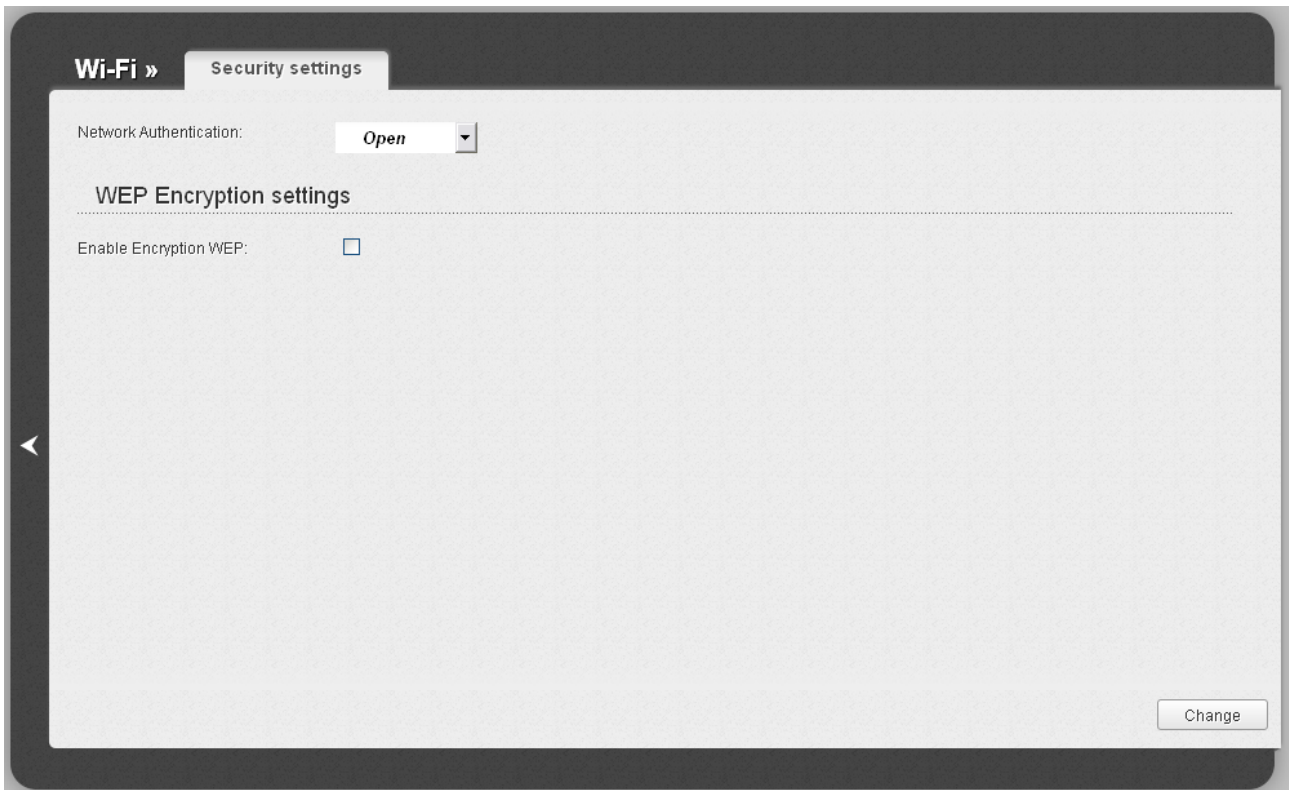 Wi-Fi » Security settings
Network Authentication: Open
WEP Encryption settings
Enable Encryption WEP:
Change